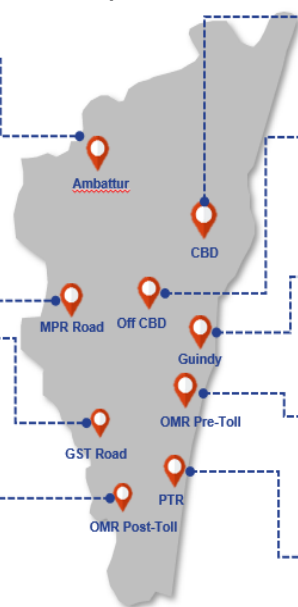 Ambattur
CBD
MPR Road
Off CBD
Guindy
OMR Pre-Toll
GST Road
PTR
OMR Post-Toll